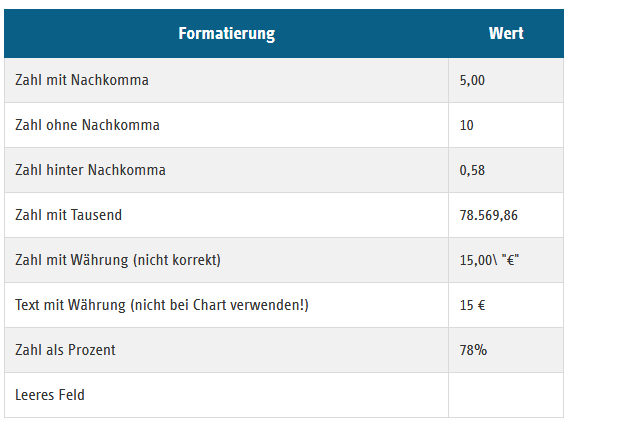 Formatierung Wert
Zahl mit Nachkomma 5,00
Zahl ohne Nachkomma 10
Zahl hinter Nachkomma 0,58
Zahl mit Tausend 78.569,86
Zahl mit Währung (nicht korrekt) 15,00\ "€"
Text mit Währung (nicht bei Chart verwenden!) 15 €
Zahl als Prozent 78%
Leeres Feld